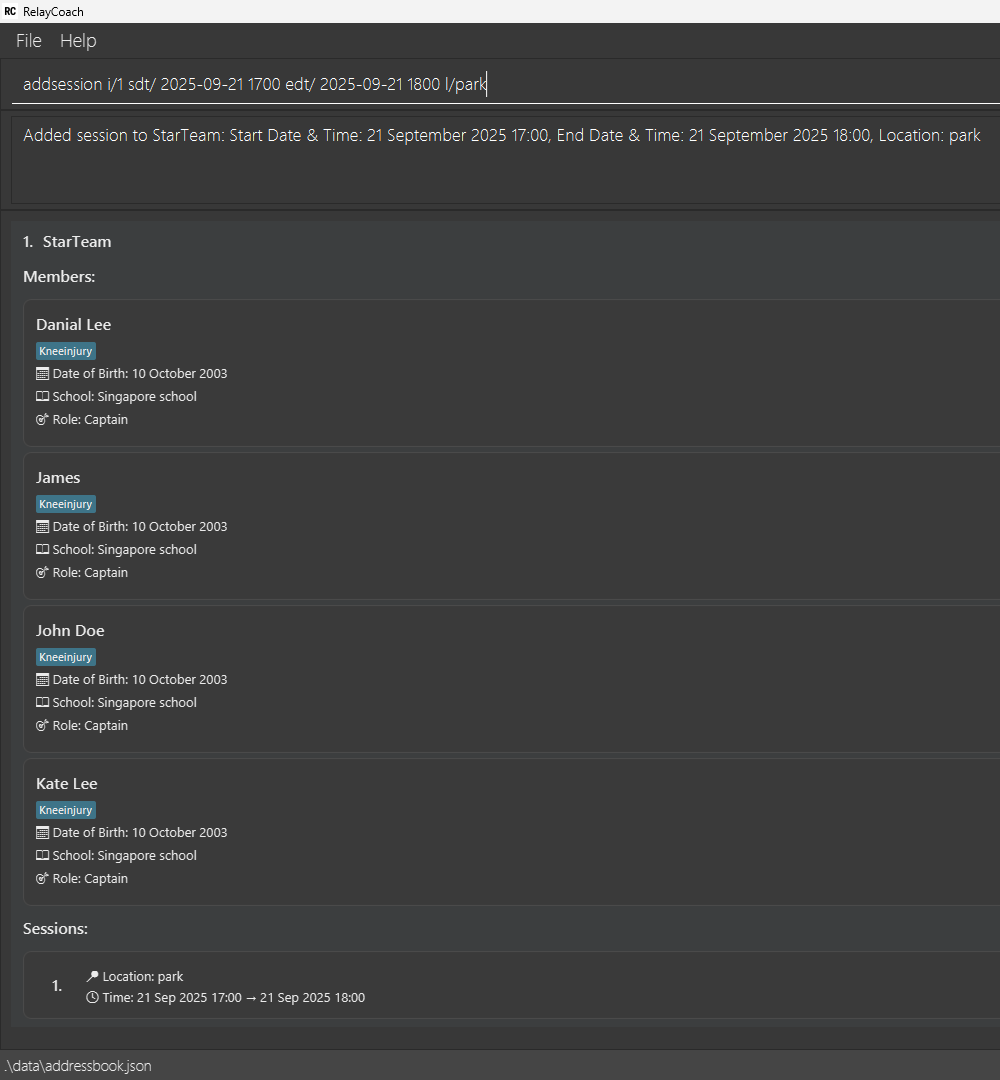 RC RelayCoach
File Help
addsession i/1 sdt/ 2025-09-21 1700 edt/ 2025-09-21 1800 l/park
Added session to StarTeam: Start Date & Time: 21 September 2025 17:00, End Date & Time: 21 September 2025 18:00, Location: park
1. StarTeam
Members:
Danial Lee
Kneeinjury
Date of Birth: 10 October 2003
School: Singapore school
Role: Captain
James
Kneeinjury
Date of Birth: 10 October 2003
School: Singapore school
Role: Captain
John Doe
Kneeinjury
Date of Birth: 10 October 2003
School: Singapore school
Role: Captain
Kate Lee
Kneeinjury
Date of Birth: 10 October 2003
School: Singapore school
Role: Captain
Sessions:
1.
Location: park
Time: 21 Sep 2025 17:00 → 21 Sep 2025 18:00
.\data\addressbook.json